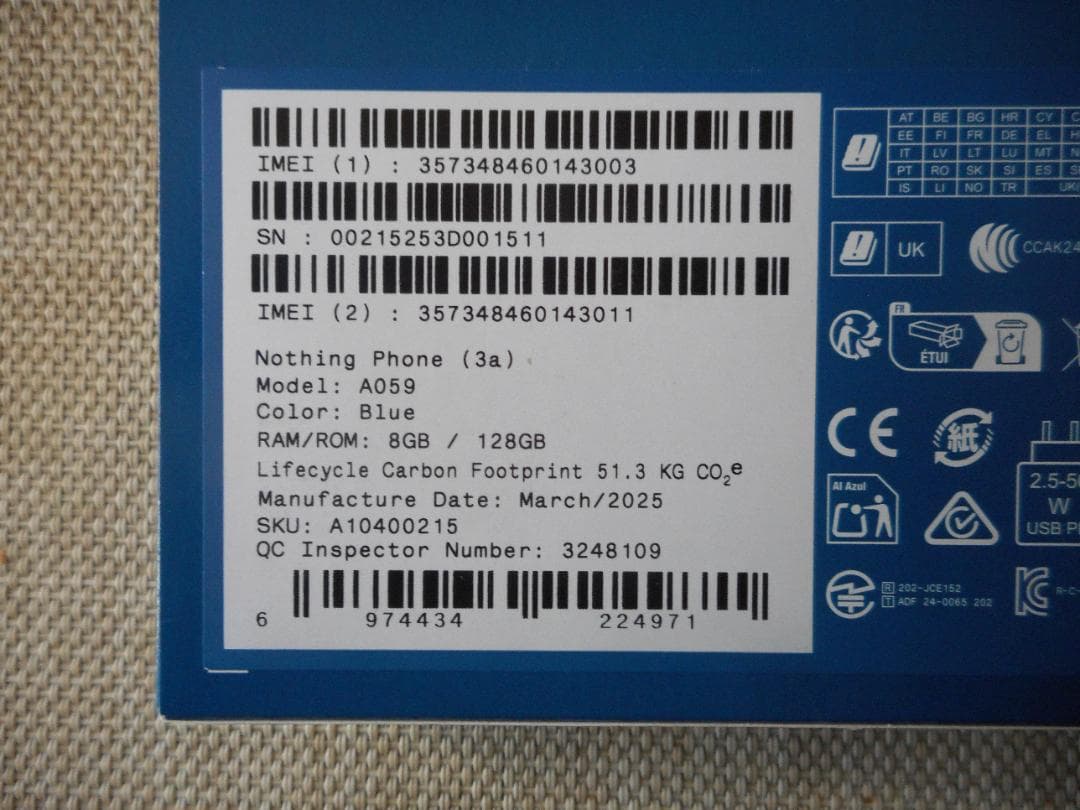 IMEI (1) : 357348460143003
SN : 00215253D001511
IMEI (2) : 357348460143011
Nothing Phone (3a)
Model: A059
Color: Blue
RAM/ROM: 8GB / 128GB
Lifecycle Carbon Footprint 51.3 KG CO₂e
Manufacture Date: March/2025
SKU: A10400215
QC Inspector Number: 3248109
6 974434 224971
AT BE BG HR CY
EE FI FR DE EL
IT LV LT LU MT
PT RO SK SI ES
IS LI NO TR
UK
CCAK24
FR
ÉTUI
CE
紙
Al Azul
2.5-50
W
USB P
R 202-JCE152
T ADF 24-0065 202
R-C-